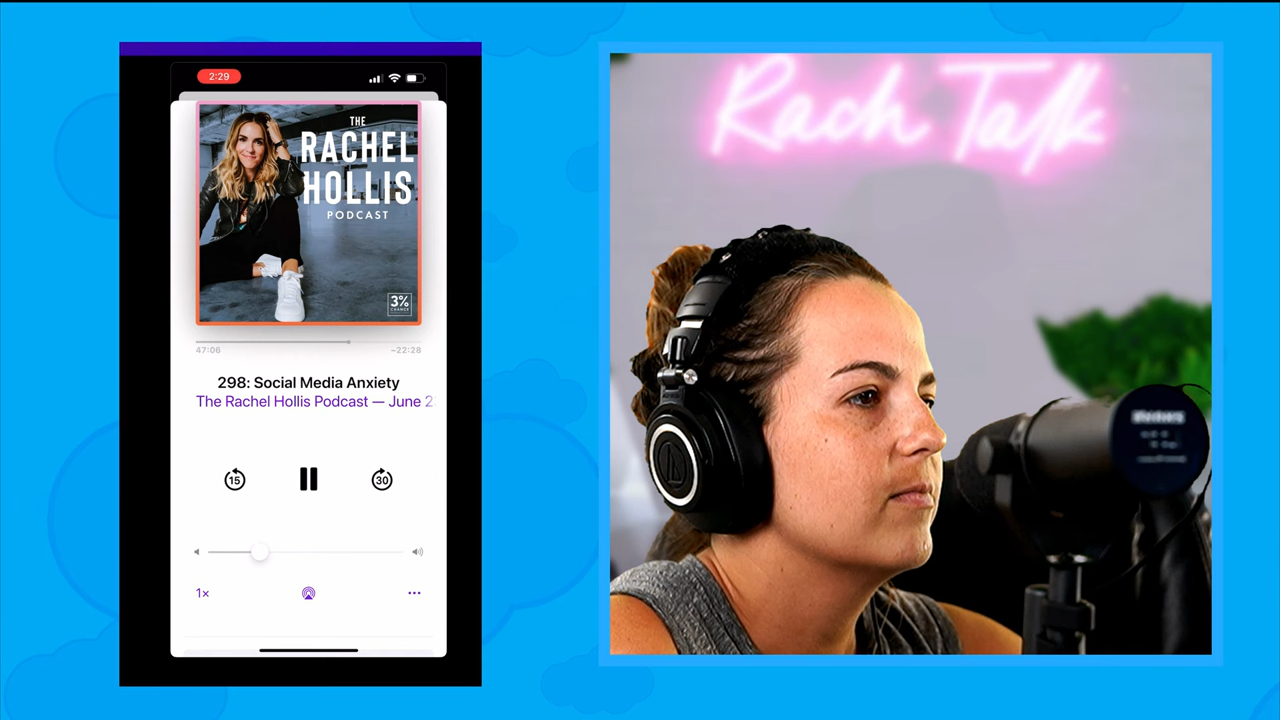 2:29
THE
RACHEL
HOLLIS
PODCAST
3%
CHANCE
47:06
-22:28
298: Social Media Anxiety
The Rachel Hollis Podcast — June 2
15
30
1×
...
Rach Talk